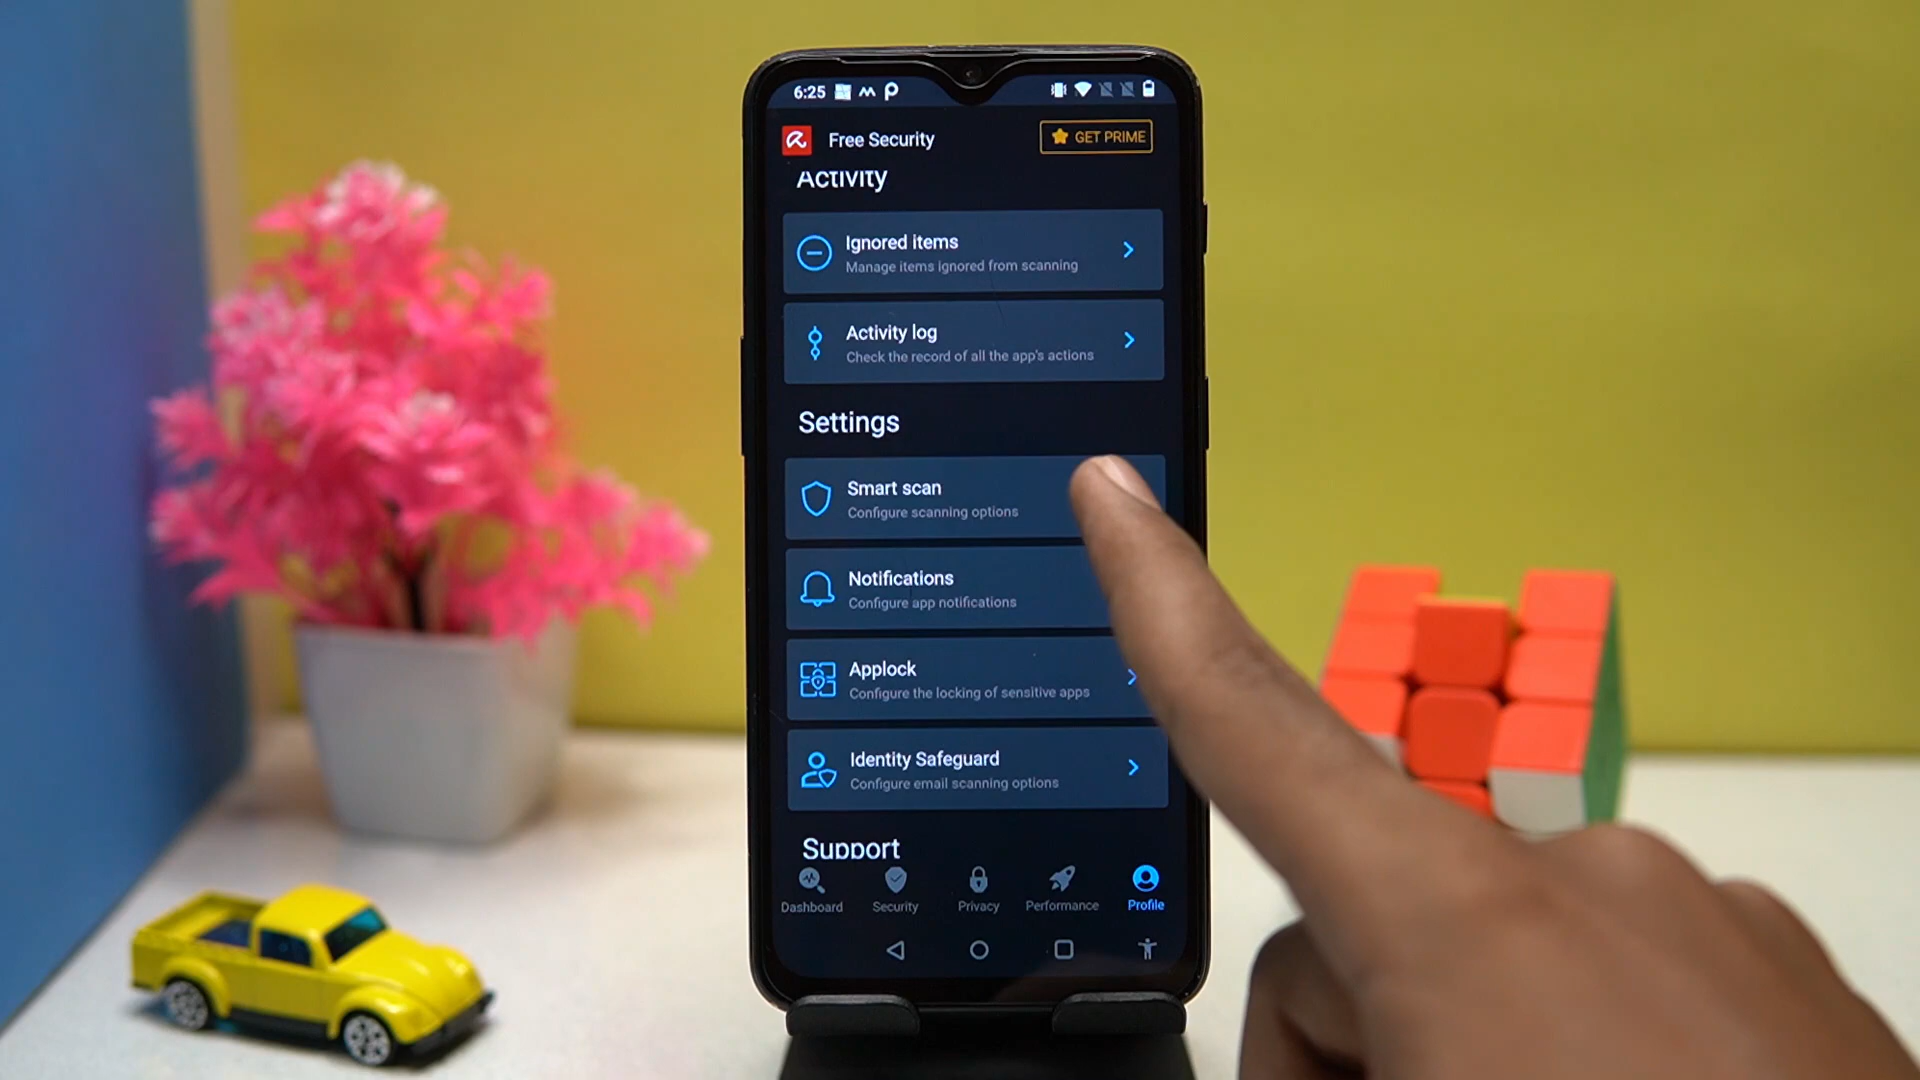 6:25
Free Security
GET PRIME
Activity
Ignored items
Manage items ignored from scanning
Activity log
Check the record of all the app's actions
Settings
Smart scan
Configure scanning options
Notifications
Configure app notifications
Applock
Configure the locking of sensitive apps
Identity Safeguard
Configure email scanning options
Support
Dashboard
Security
Privacy
Performance
Profile